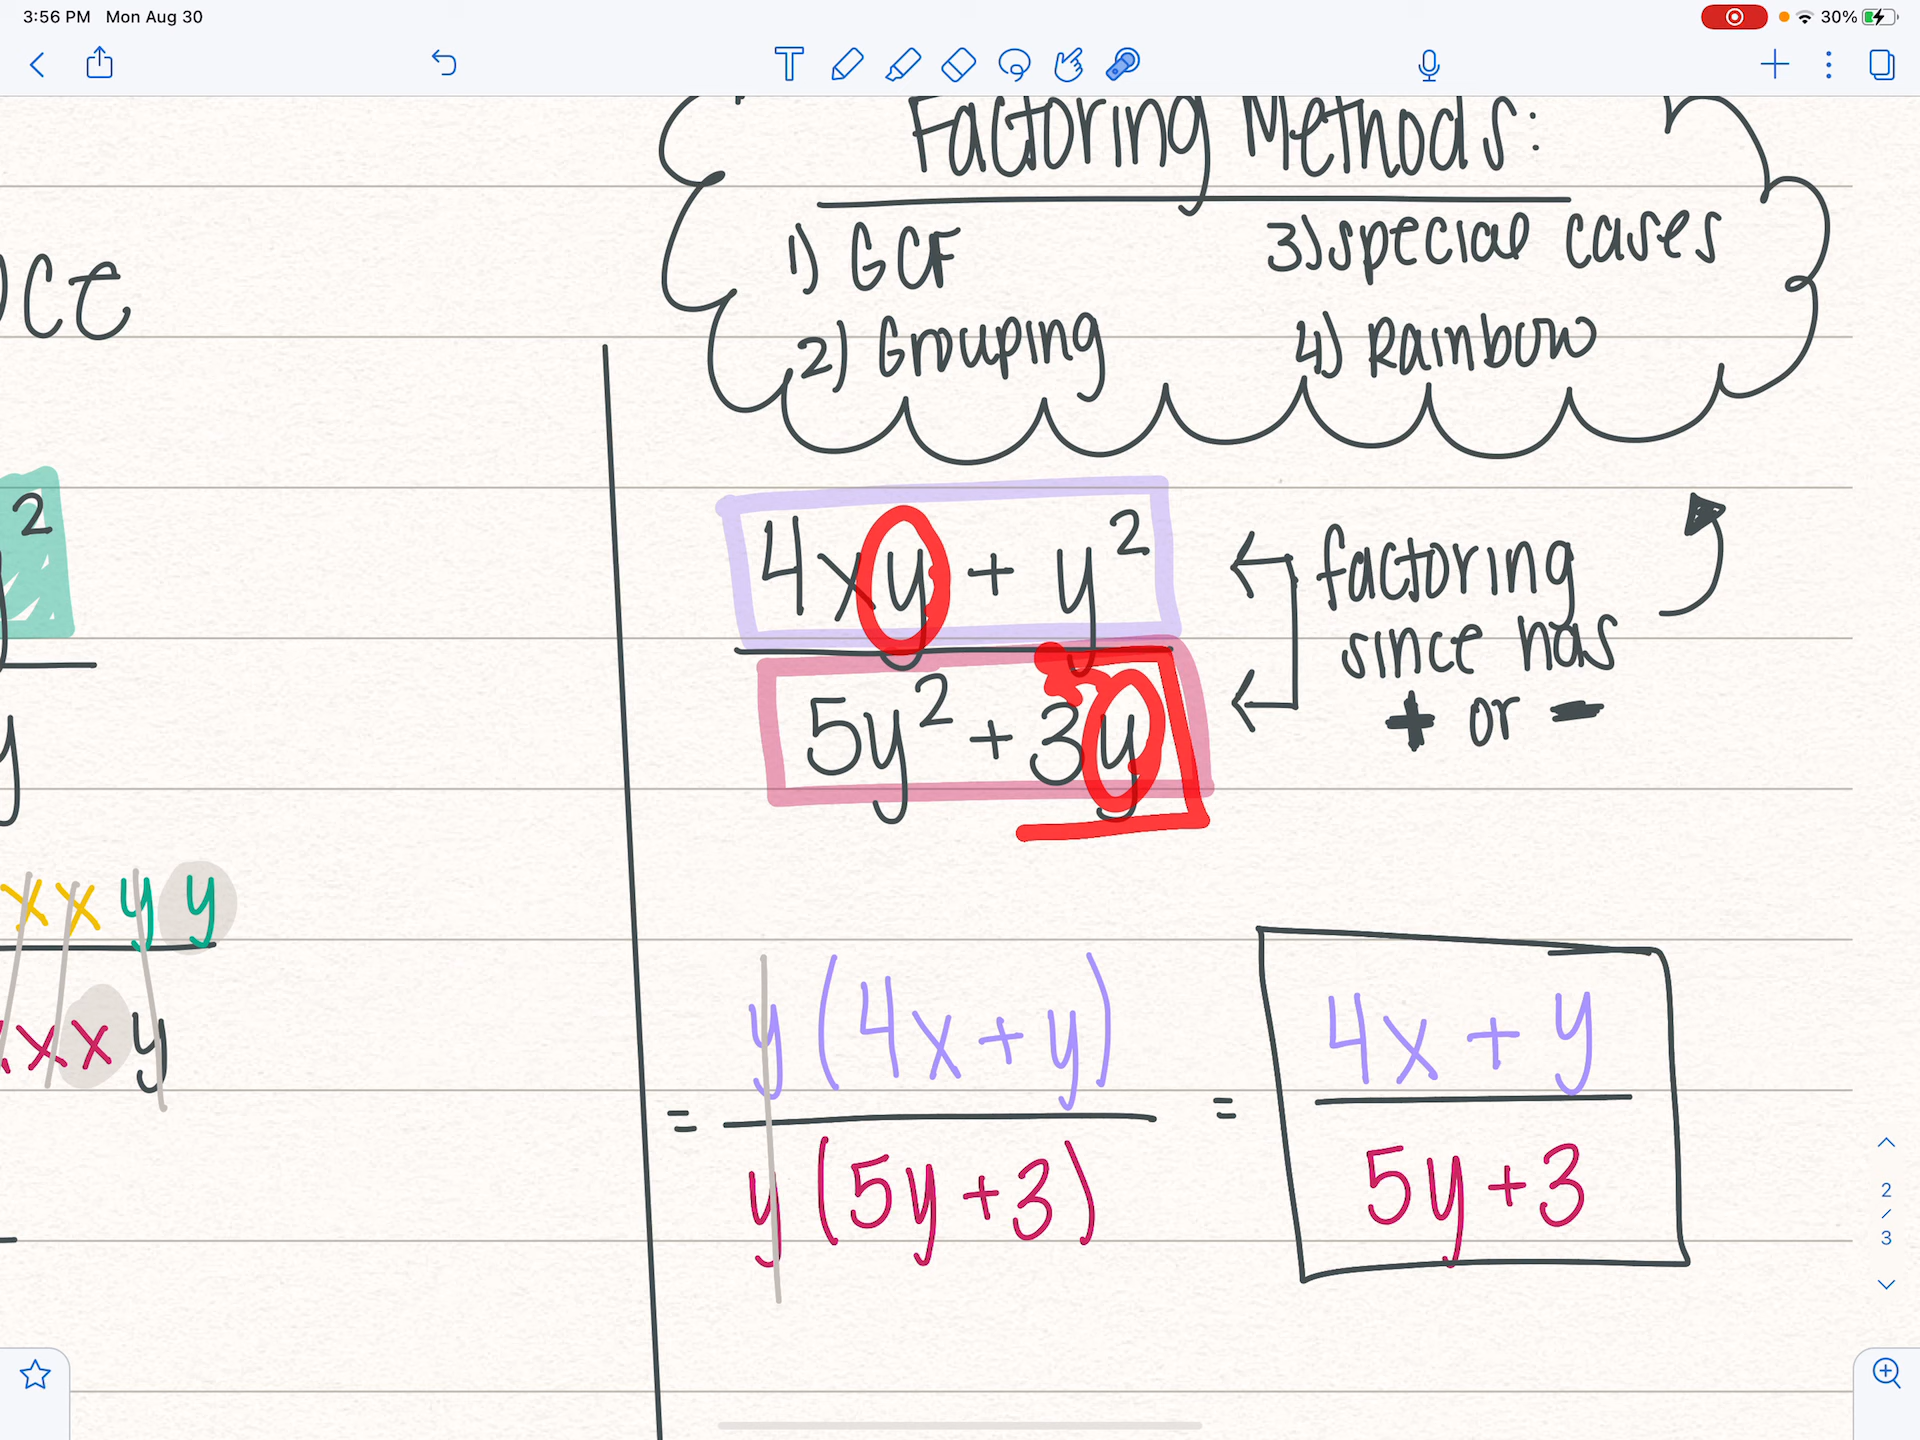 3:56 PM Mon Aug 30
30%
T
Factoring Methods:
1) GCF 3) special cases
2) Grouping 4) Rainbow
2
4xy + y²
5y² + 3y
factoring
since has
+ or -
y
x x y y
x x y
= y(4x+y) / y(5y+3) = 4x + y / 5y+3
2
/
3